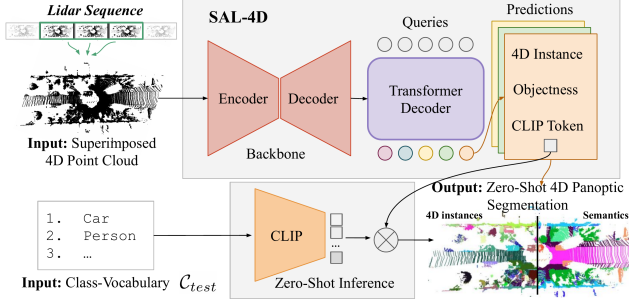 Lidar Sequence
SAL-4D
Queries
Predictions
Encoder
Decoder
Transformer
Decoder
4D Instance
Objectness
CLIP Token
Backbone
Input: Superimposed
4D Point Cloud
Output: Zero-Shot 4D Panoptic
Segmentation
4D instances
Semantics
1. Car
2. Person
3. …
CLIP
...
Zero-Shot Inference
Input: Class-Vocabulary 𝒞test